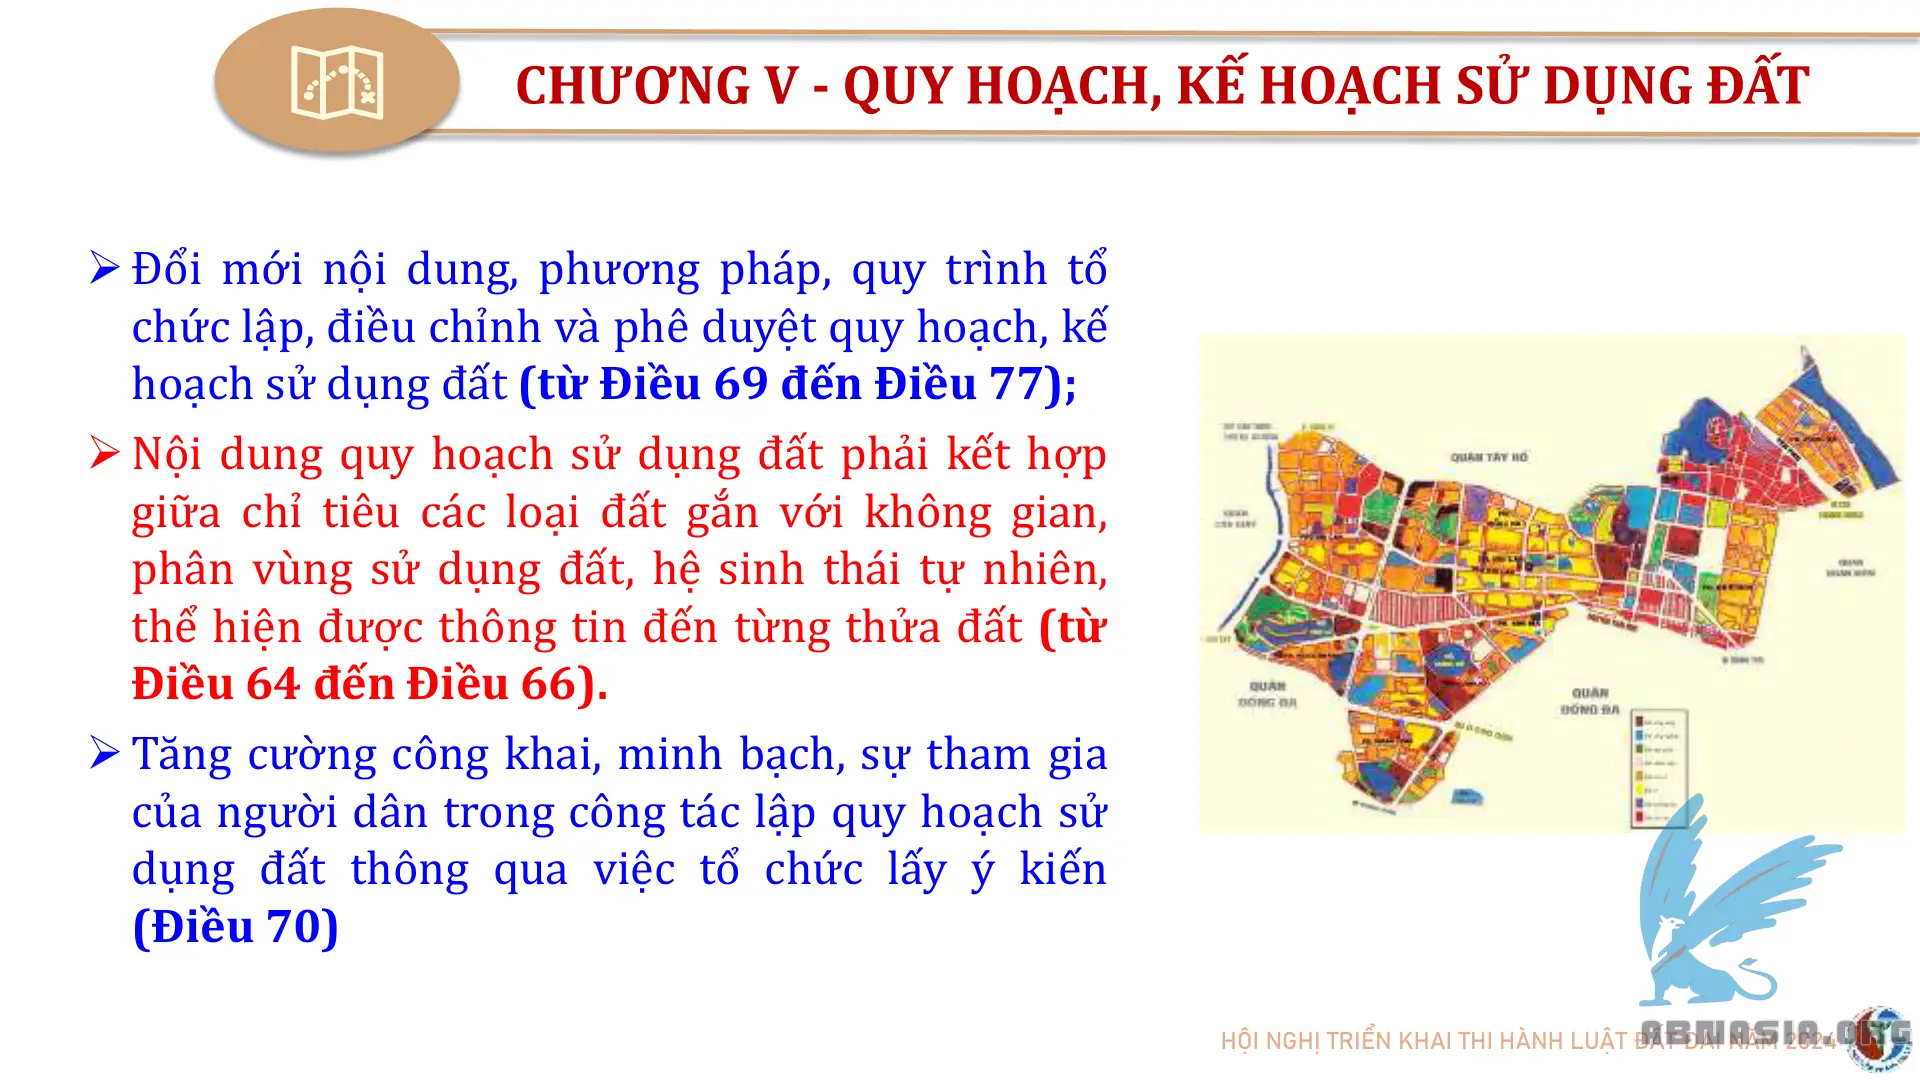 CHƯƠNG V - QUY HOẠCH, KẾ HOẠCH SỬ DỤNG ĐẤT
Đổi mới nội dung, phương pháp, quy trình tổ
chức lập, điều chỉnh và phê duyệt quy hoạch, kế
hoạch sử dụng đất (từ Điều 69 đến Điều 77);
Nội dung quy hoạch sử dụng đất phải kết hợp
giữa chỉ tiêu các loại đất gắn với không gian,
phân vùng sử dụng đất, hệ sinh thái tự nhiên,
thể hiện được thông tin đến từng thửa đất (từ
Điều 64 đến Điều 66).
Tăng cường công khai, minh bạch, sự tham gia
của người dân trong công tác lập quy hoạch sử
dụng đất thông qua việc tổ chức lấy ý kiến
(Điều 70)
QUẬN TÂY HỒ
QUẬN
ĐỐNG ĐA
QUẬN
ĐỐNG ĐA
HỘI NGHỊ TRIỂN KHAI THI HÀNH LUẬT ĐẤT ĐAI NĂM 2024
ABMASIA.ORG